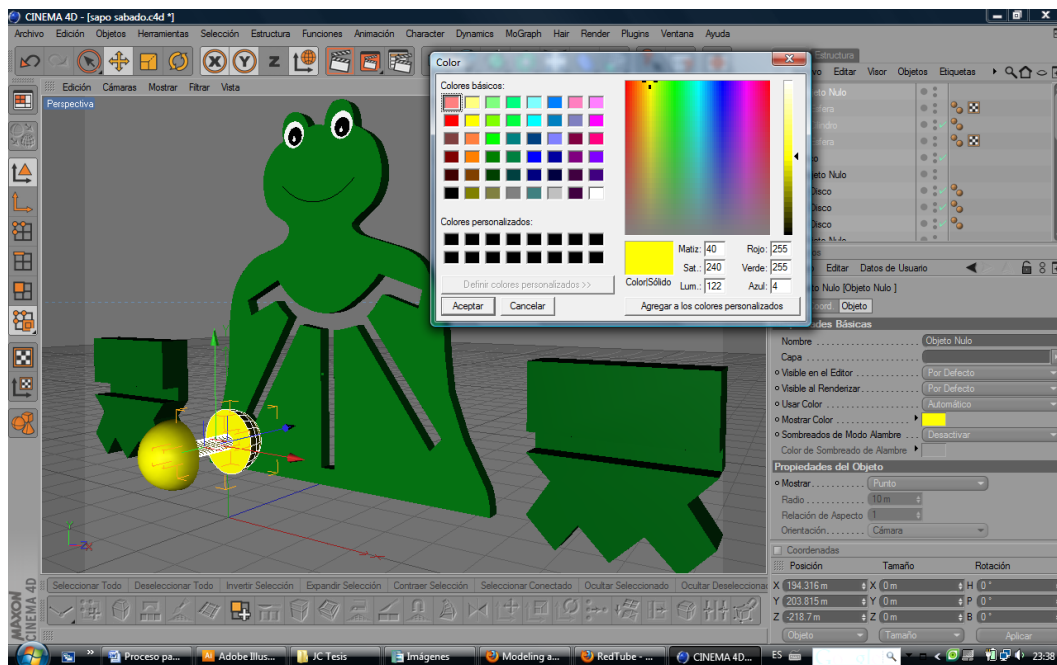 CINEMA 4D - [sapo sabado.c4d *]
Archivo Edición Objetos Herramientas Selección Estructura Funciones Animación Character Dynamics MoGraph Hair Render Plugins Ventana Ayuda
Edición Cámaras Mostrar Filtrar Vista
Perspectiva
Color
Colores básicos:
Colores personalizados:
Definir colores personalizados >>
Aceptar Cancelar
Color|Sólido
Matiz: 40 Rojo: 255
Sat.: 240 Verde: 255
Lum.: 122 Azul: 4
Agregar a los colores personalizados
Estructura
Editar Visor Objetos Etiquetas
Objeto Nulo
Esfera
Cilindro
Esfera
Objeto Nulo
Disco
Disco
Disco
Editar Datos de Usuario
Nulo [Objeto Nulo ]
Coord. Objeto
Propiedades Básicas
Nombre Objeto Nulo
Capa
Visible en el Editor Por Defecto
Visible al Renderizar Por Defecto
Usar Color Automático
Mostrar Color
Sombreados de Modo Alambre Desactivar
Color de Sombreado de Alambre
Propiedades del Objeto
Mostrar Punto
Radio 10 m
Relación de Aspecto 1
Orientación Cámara
Coordenadas
Posición Tamaño Rotación
X 194.316 m X 0 m H 0 °
Y 203.815 m Y 0 m P 0 °
Z -218.7 m Z 0 m B 0 °
Objeto Tamaño Aplicar
Y
Z X
Seleccionar Todo Deseleccionar Todo Invertir Selección Expandir Selección Contraer Selección Seleccionar Conectado Ocultar Seleccionado Ocultar Deselecciona
MAXON
CINEMA 4D
Proceso pa... Adobe Illus... JC Tesis Imágenes Modeling a... RedTube - ... CINEMA 4D... ES 23:38